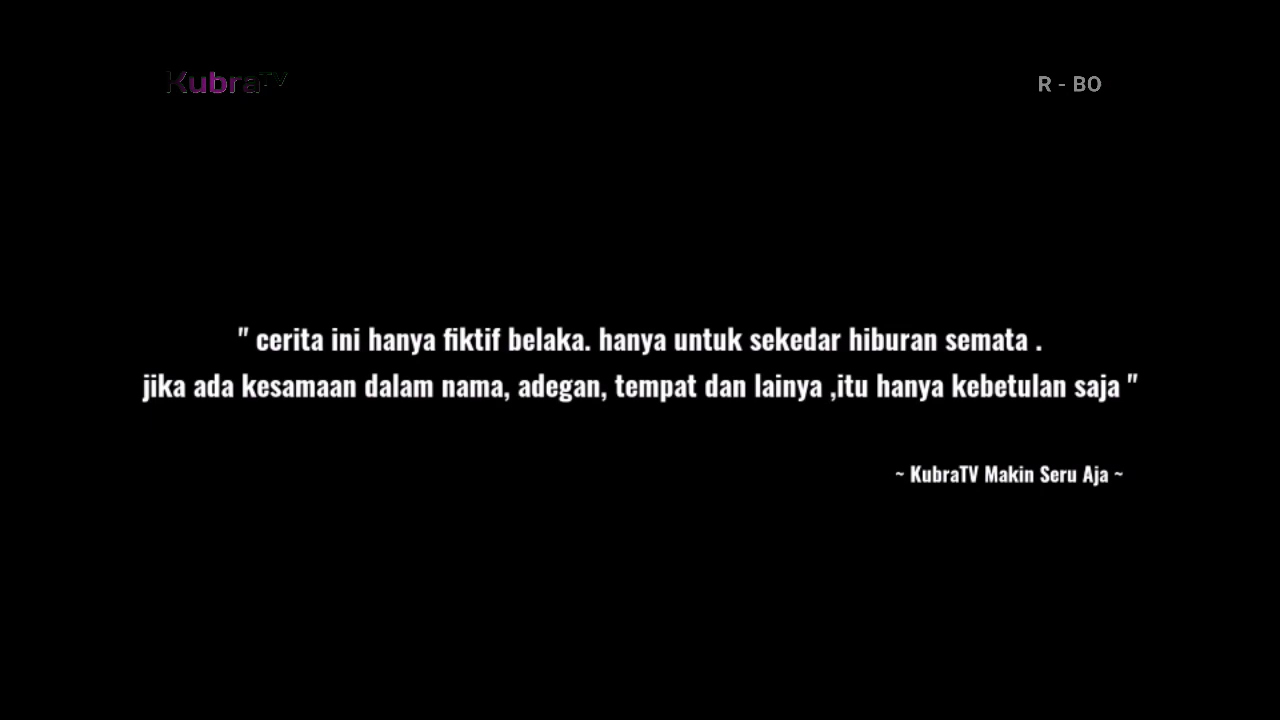 KubraTV
R - BO
" cerita ini hanya fiktif belaka. hanya untuk sekedar hiburan semata .
jika ada kesamaan dalam nama, adegan, tempat dan lainya ,itu hanya kebetulan saja "
~ KubraTV Makin Seru Aja ~